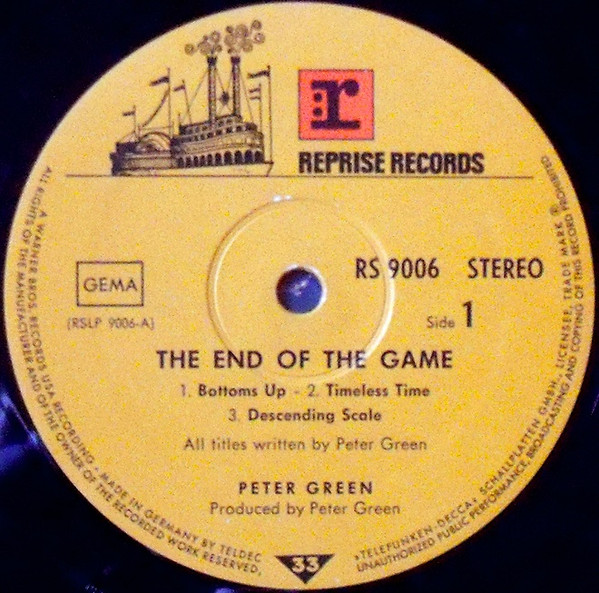 r
REPRISE RECORDS
GEMA
(RSLP 9006-A)
RS 9006 STEREO
Side 1
THE END OF THE GAME
1. Bottoms Up - 2. Timeless Time
3. Descending Scale
All titles written by Peter Green
PETER GREEN
Produced by Peter Green
33
A WARNER BROS. RECORDS USA RECORDING - MADE IN GERMANY BY TELDEC
ALL RIGHTS OF THE MANUFACTURER AND OF THE OWNER OF THE RECORDED WORK RESERVED,
»TELEFUNKEN-DECCA« SCHALLPLATTEN GMBH, LICENSEE, TRADE MARK ®
UNAUTHORIZED PUBLIC PERFORMANCE, BROADCASTING AND COPYING OF THIS RECORD PROHIBITED